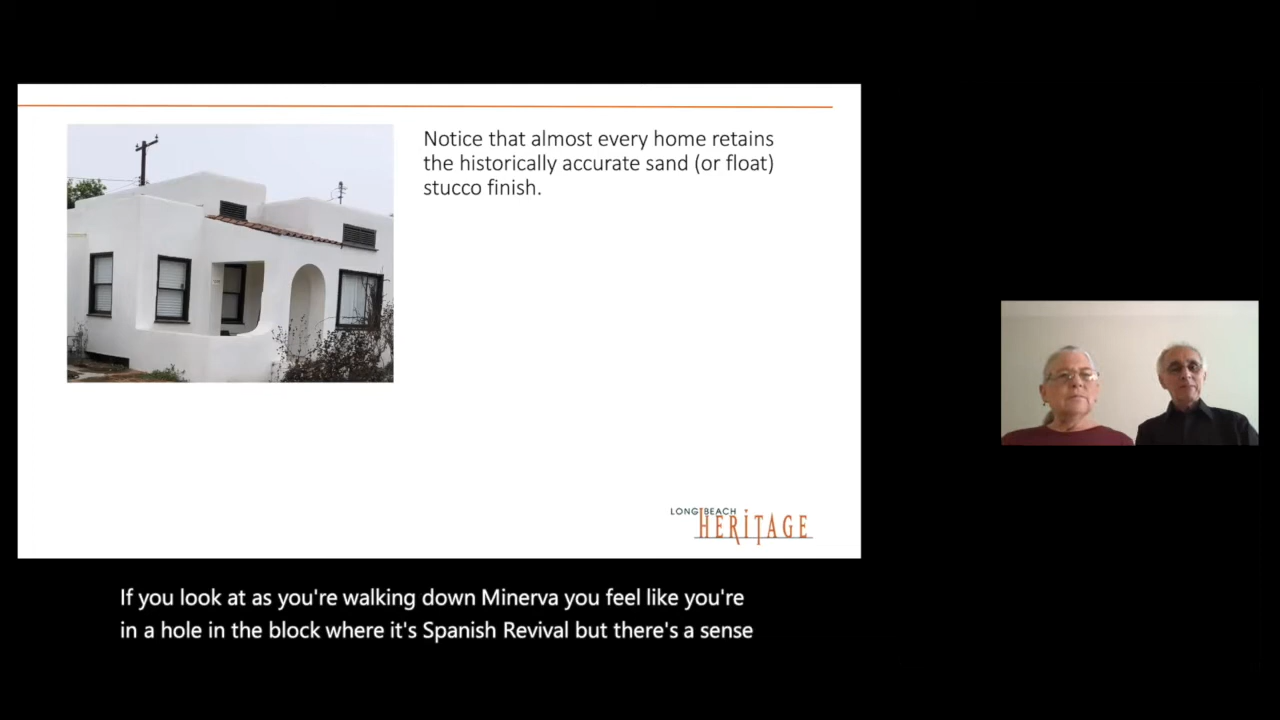 Notice that almost every home retains
the historically accurate sand (or float)
stucco finish.
LONG BEACH
HERITAGE
If you look at as you're walking down Minerva you feel like you're
in a hole in the block where it's Spanish Revival but there's a sense